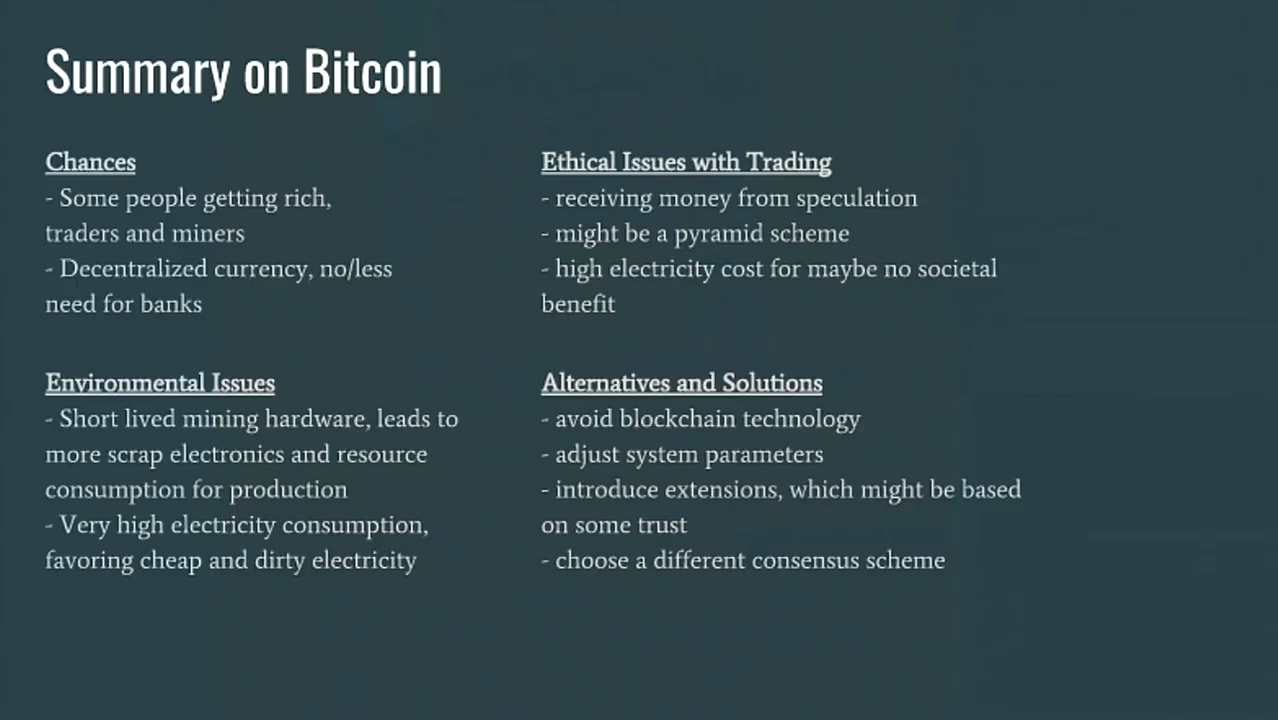 Summary on Bitcoin
Chances
- Some people getting rich,
traders and miners
- Decentralized currency, no/less
need for banks
Environmental Issues
- Short lived mining hardware, leads to
more scrap electronics and resource
consumption for production
- Very high electricity consumption,
favoring cheap and dirty electricity
Ethical Issues with Trading
- receiving money from speculation
- might be a pyramid scheme
- high electricity cost for maybe no societal
benefit
Alternatives and Solutions
- avoid blockchain technology
- adjust system parameters
- introduce extensions, which might be based
on some trust
- choose a different consensus scheme